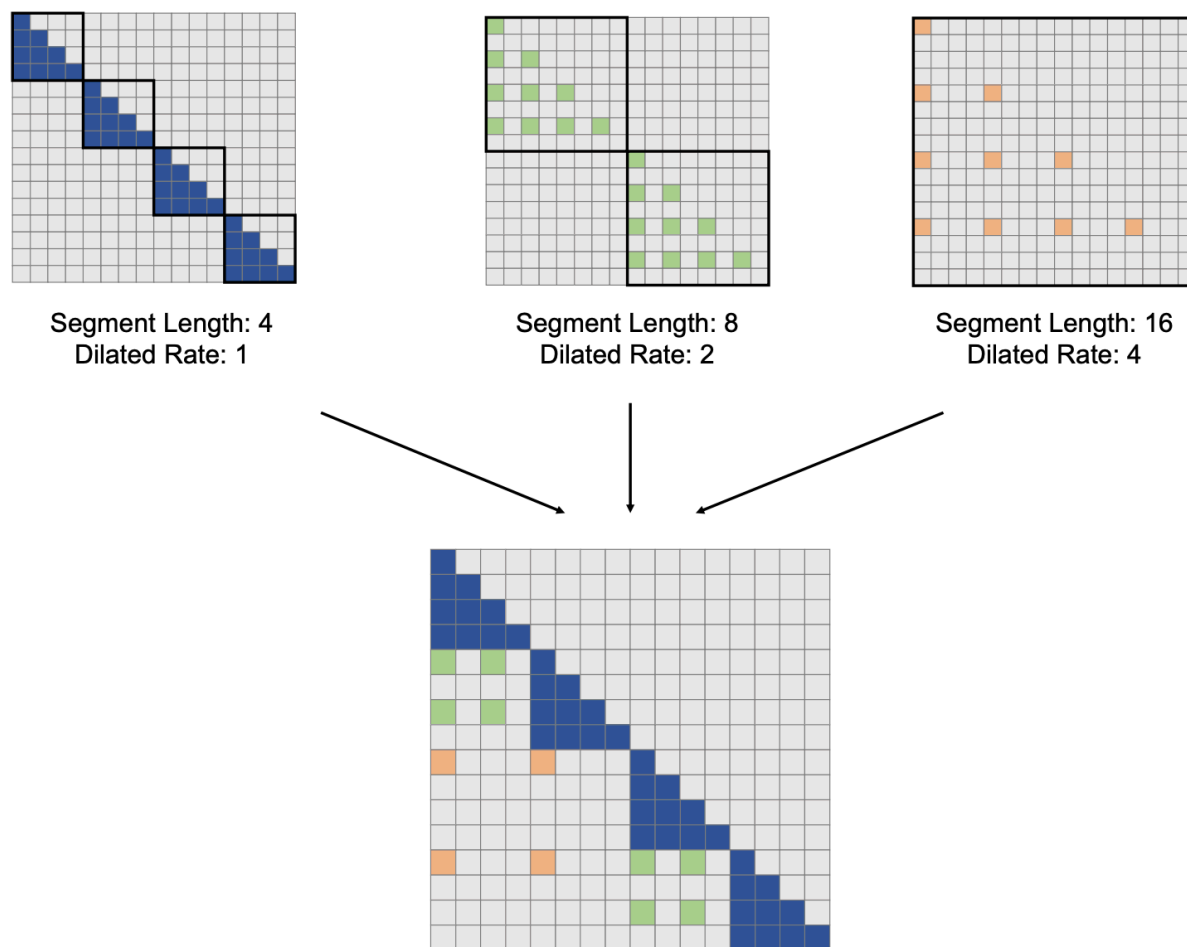 Segment Length: 4
Dilated Rate: 1
Segment Length: 8
Dilated Rate: 2
Segment Length: 16
Dilated Rate: 4